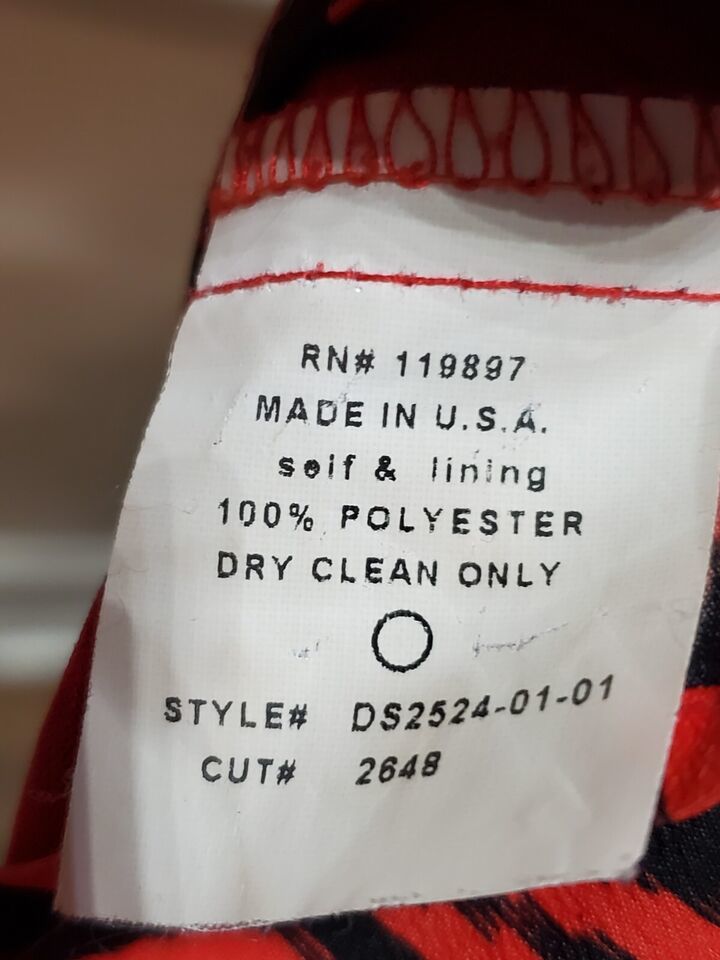 RN# 119897
MADE IN U.S.A.
self & lining
100% POLYESTER
DRY CLEAN ONLY
STYLE# DS2524-01-01
CUT# 2648